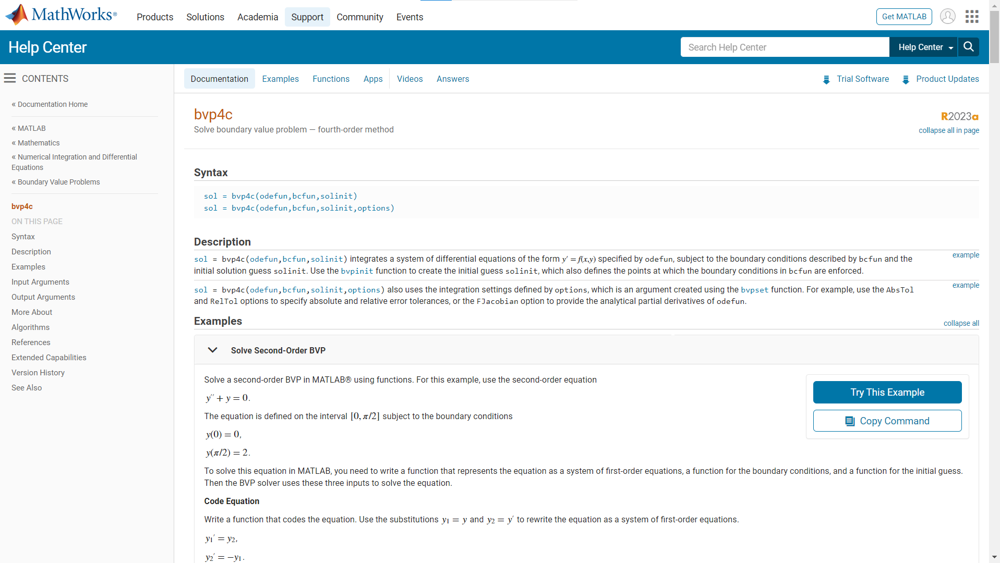 MathWorks®
Products Solutions Academia Support Community Events
Get MATLAB
Help Center
Search Help Center
Help Center
CONTENTS
« Documentation Home
« MATLAB
« Mathematics
« Numerical Integration and Differential
Equations
« Boundary Value Problems
bvp4c
ON THIS PAGE
Syntax
Description
Examples
Input Arguments
Output Arguments
More About
Algorithms
References
Extended Capabilities
Version History
See Also
Documentation Examples Functions Apps Videos Answers
Trial Software Product Updates
bvp4c
Solve boundary value problem — fourth-order method
R2023a
collapse all in page
Syntax
sol = bvp4c(odefun,bcfun,solinit)
sol = bvp4c(odefun,bcfun,solinit,options)
Description
sol = bvp4c(odefun,bcfun,solinit) integrates a system of differential equations of the form y′ = f(x,y) specified by odefun, subject to the boundary conditions described by bcfun and the
initial solution guess solinit. Use the bvpinit function to create the initial guess solinit, which also defines the points at which the boundary conditions in bcfun are enforced.
example
sol = bvp4c(odefun,bcfun,solinit,options) also uses the integration settings defined by options, which is an argument created using the bvpset function. For example, use the AbsTol
and RelTol options to specify absolute and relative error tolerances, or the FJacobian option to provide the analytical partial derivatives of odefun.
example
Examples
collapse all
Solve Second-Order BVP
Solve a second-order BVP in MATLAB® using functions. For this example, use the second-order equation
y′′ + y = 0.
The equation is defined on the interval [0, π/2] subject to the boundary conditions
y(0) = 0,
y(π/2) = 2.
Try This Example
Copy Command
To solve this equation in MATLAB, you need to write a function that represents the equation as a system of first-order equations, a function for the boundary conditions, and a function for the initial guess.
Then the BVP solver uses these three inputs to solve the equation.
Code Equation
Write a function that codes the equation. Use the substitutions y₁ = y and y₂ = y′ to rewrite the equation as a system of first-order equations.
y₁′ = y₂,
y₂′ = −y₁.